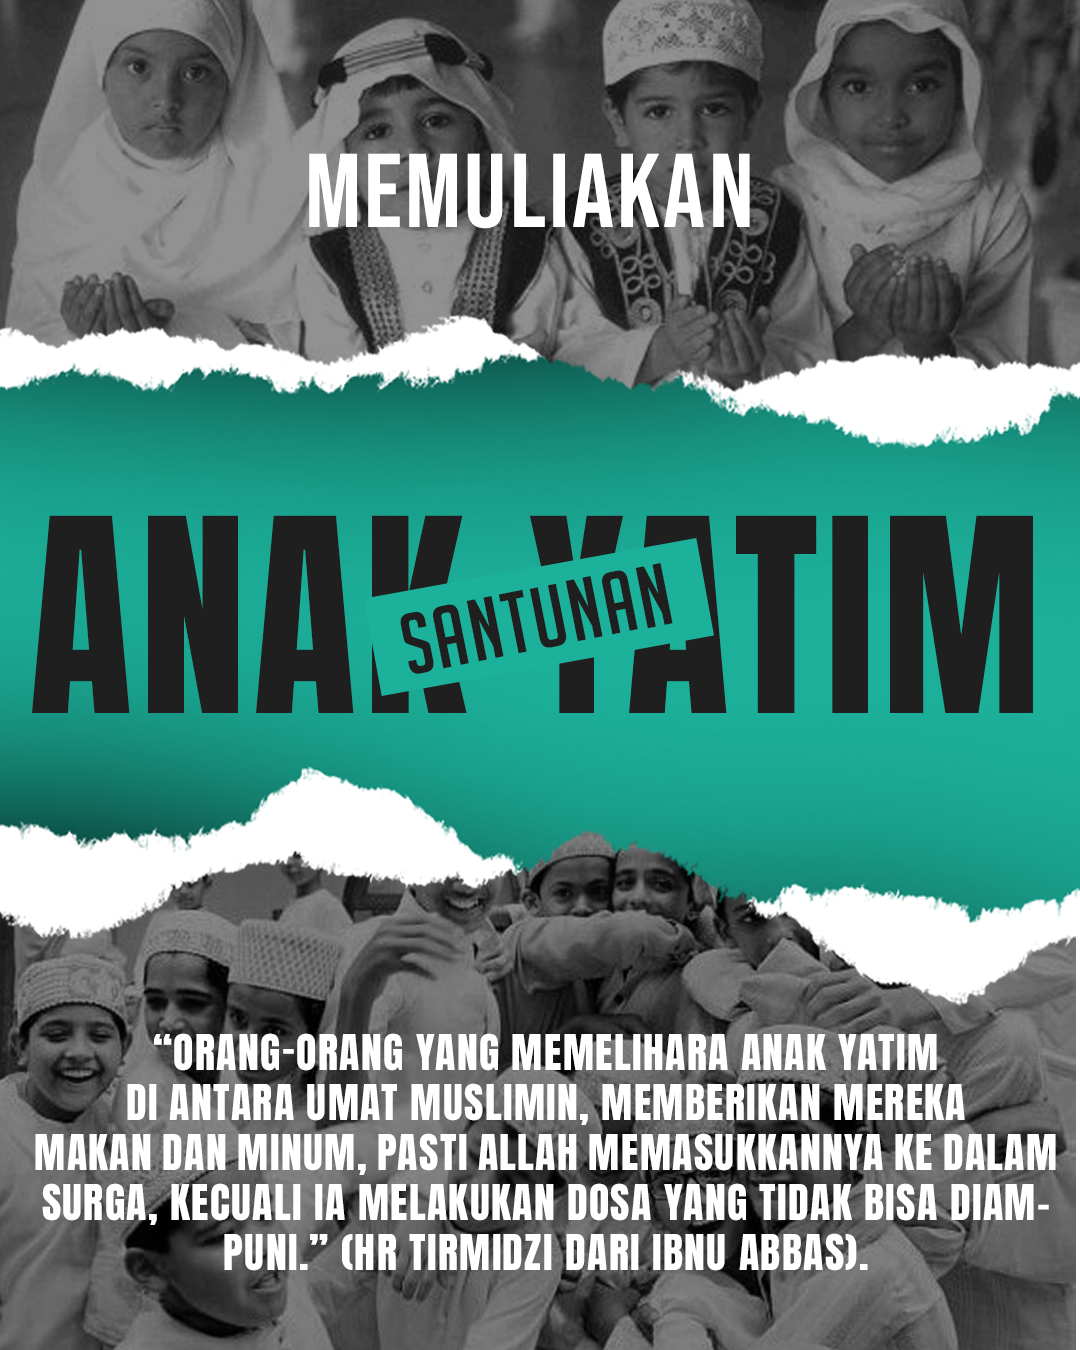 MEMULIAKAN
ANAK YATIM
SANTUNAN
“ORANG-ORANG YANG MEMELIHARA ANAK YATIM
DI ANTARA UMAT MUSLIMIN, MEMBERIKAN MEREKA
MAKAN DAN MINUM, PASTI ALLAH MEMASUKKANNYA KE DALAM
SURGA, KECUALI IA MELAKUKAN DOSA YANG TIDAK BISA DIAM-
PUNI.” (HR TIRMIDZI DARI IBNU ABBAS).